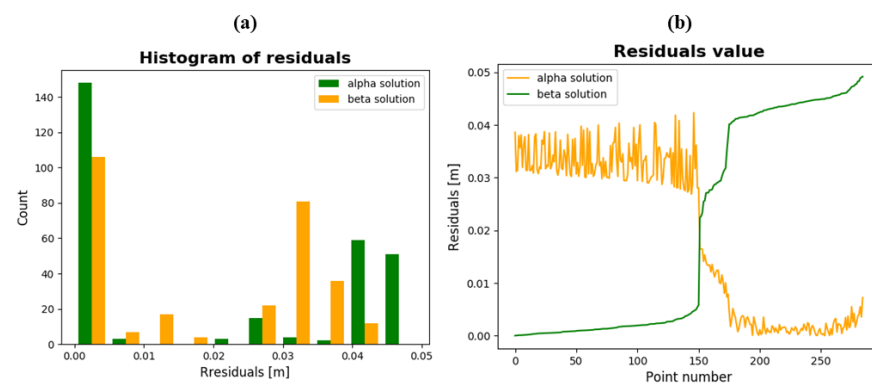 (a)
Histogram of residuals
alpha solution
beta solution
140
120
100
80
60
40
20
0
Count
0.00 0.01 0.02 0.03 0.04 0.05
Rresiduals [m]
(b)
Residuals value
alpha solution
beta solution
0.05
0.04
0.03
0.02
0.01
0.00
Residuals [m]
0 50 100 150 200 250
Point number